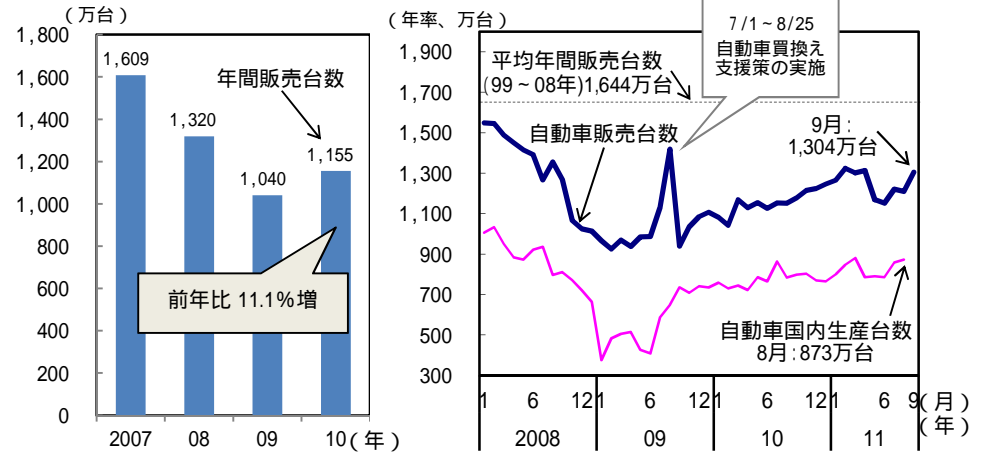 （万台）
1,800
1,600
1,400
1,200
1,000
800
600
400
200
0
1,609
1,320
1,040
1,155
年間販売台数
前年比 11.1％増
2007 08 09 10（年）
（年率、万台）
1,900
1,700
1,500
1,300
1,100
900
700
500
300
平均年間販売台数
(99～08年)1,644万台
7/1～8/25
自動車買換え
支援策の実施
自動車販売台数
9月：
1,304万台
自動車国内生産台数
8月：873万台
1 6 12 1 6 12 1 6 12 1 6 9（月）
（年）
2008 09 10 11